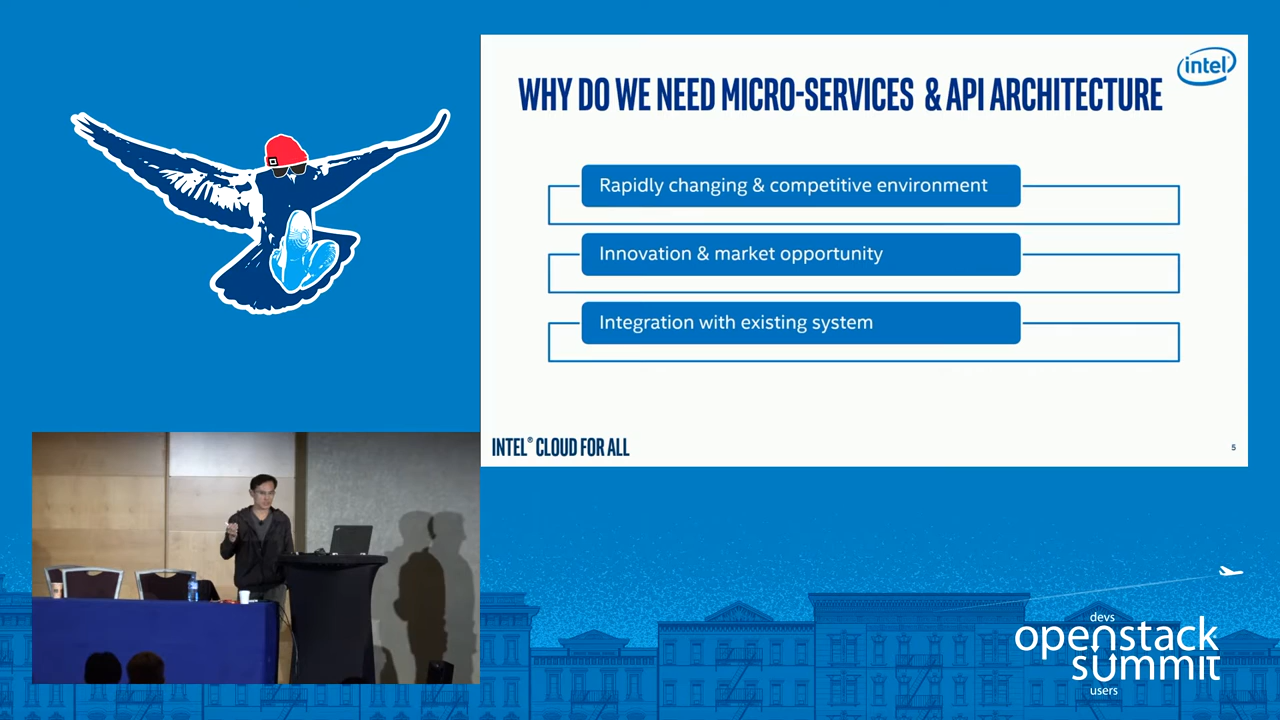 WHY DO WE NEED MICRO-SERVICES & API ARCHITECTURE
intel
Rapidly changing & competitive environment
Innovation & market opportunity
Integration with existing system
INTEL® CLOUD FOR ALL
5
devs
openstack
summit
users